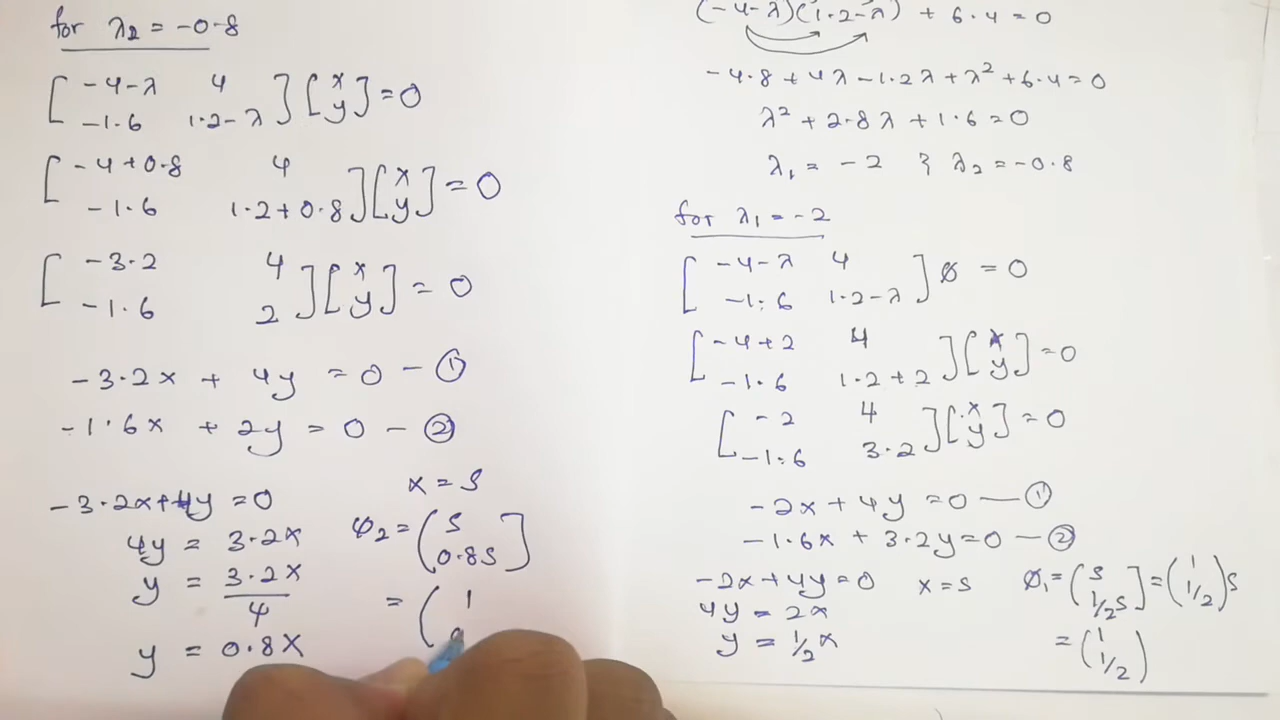 for λ₂ = -0.8
[ -4-λ 4 ] [ x ] = 0
[ -1.6 1.2-λ ] [ y ]
[ -4+0.8 4 ] [ x ] = 0
[ -1.6 1.2+0.8 ] [ y ]
[ -3.2 4 ] [ x ] = 0
[ -1.6 2 ] [ y ]
-3.2x + 4y = 0 - ①
-1.6x + 2y = 0 - ②
-3.2x+4y = 0
4y = 3.2x
y = 3.2x/4
y = 0.8x
x = s
φ₂ = ( s
0.8s ]
= ( 1
(-4-λ)(1.2-λ) + 6.4 = 0
-4.8 + 4λ - 1.2λ + λ² + 6.4 = 0
λ² + 2.8λ + 1.6 = 0
λ₁ = -2 } λ₂ = -0.8
for λ₁ = -2
[ -4-λ 4 ] ø = 0
[ -1.6 1.2-λ ]
[ -4+2 4 ] [ x ] = 0
[ -1.6 1.2+2 ] [ y ]
[ -2 4 ] [ x ] = 0
[ -1.6 3.2 ] [ y ]
-2x + 4y = 0 — ①
-1.6x + 3.2y = 0 — ②
-2x+4y = 0
4y = 2x
y = 1/2x
x = s
ø₁ = ( s = ( 1
1/2s ] 1/2 ) s
= ( 1
1/2 )